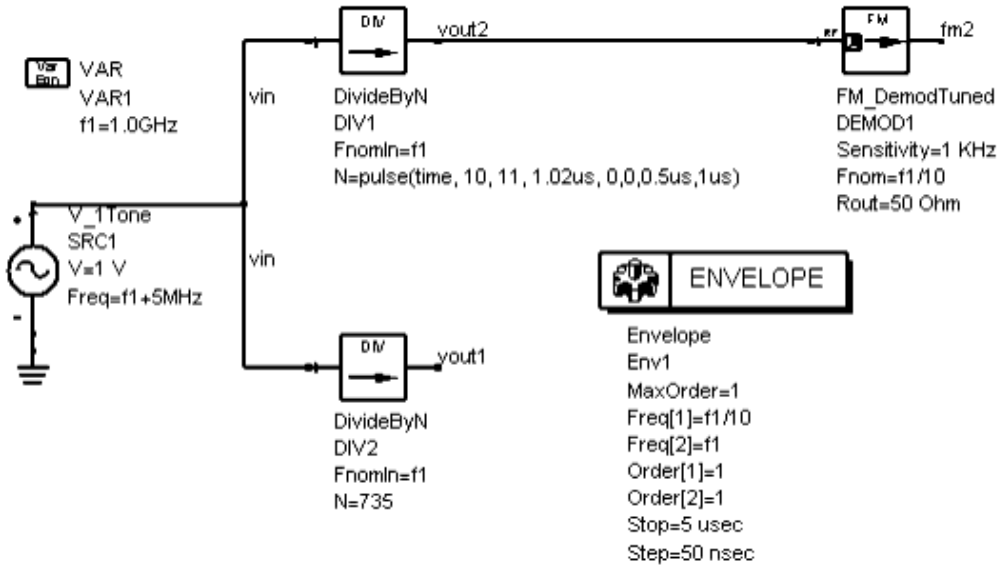 DIV
vout2
RF
FM
fm2
Var
Eqn
VAR
VAR1
f1=1.0GHz
vin
DivideByN
DIV1
FnomIn=f1
N=pulse(time, 10, 11, 1.02us, 0,0,0.5us,1us)
FM_DemodTuned
DEMOD1
Sensitivity=1 KHz
Fnom=f1/10
Rout=50 Ohm
V_1Tone
SRC1
V=1 V
Freq=f1+5MHz
vin
ENVELOPE
Envelope
Env1
MaxOrder=1
Freq[1]=f1/10
Freq[2]=f1
Order[1]=1
Order[2]=1
Stop=5 usec
Step=50 nsec
DIV
vout1
DivideByN
DIV2
FnomIn=f1
N=735